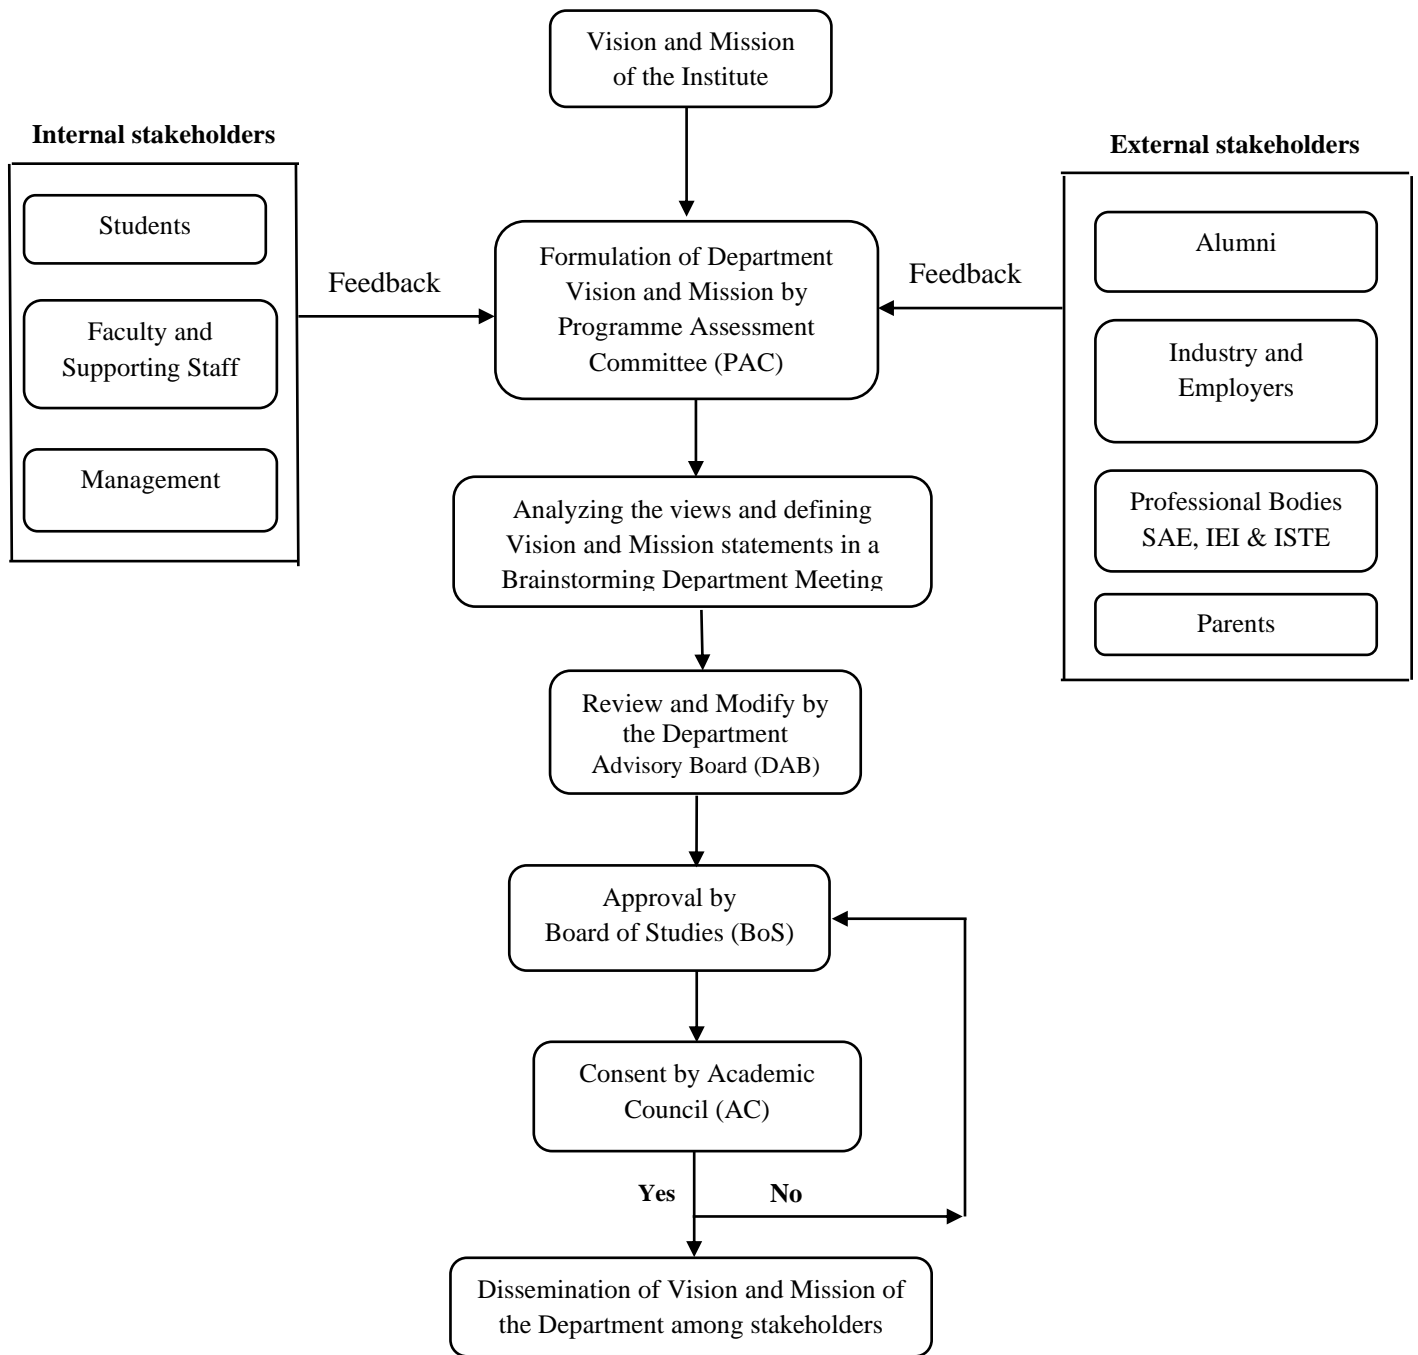 Vision and Mission
of the Institute
Internal stakeholders
External stakeholders
Students
Faculty and
Supporting Staff
Management
Feedback
Formulation of Department
Vision and Mission by
Programme Assessment
Committee (PAC)
Feedback
Alumni
Industry and
Employers
Professional Bodies
SAE, IEI & ISTE
Parents
Analyzing the views and defining
Vision and Mission statements in a
Brainstorming Department Meeting
Review and Modify by
the Department
Advisory Board (DAB)
Approval by
Board of Studies (BoS)
Consent by Academic
Council (AC)
Yes
No
Dissemination of Vision and Mission of
the Department among stakeholders